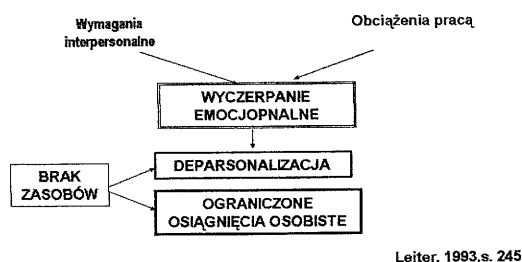 Wymagania
interpersonalne
Obciążenia pracą
WYCZERPANIE
EMOCJOPNALNE
DEPARSONALIZACJA
BRAK
ZASOBÓW
OGRANICZONE
OSIĄGNIĘCIA OSOBISTE
Leiter, 1993,s. 245